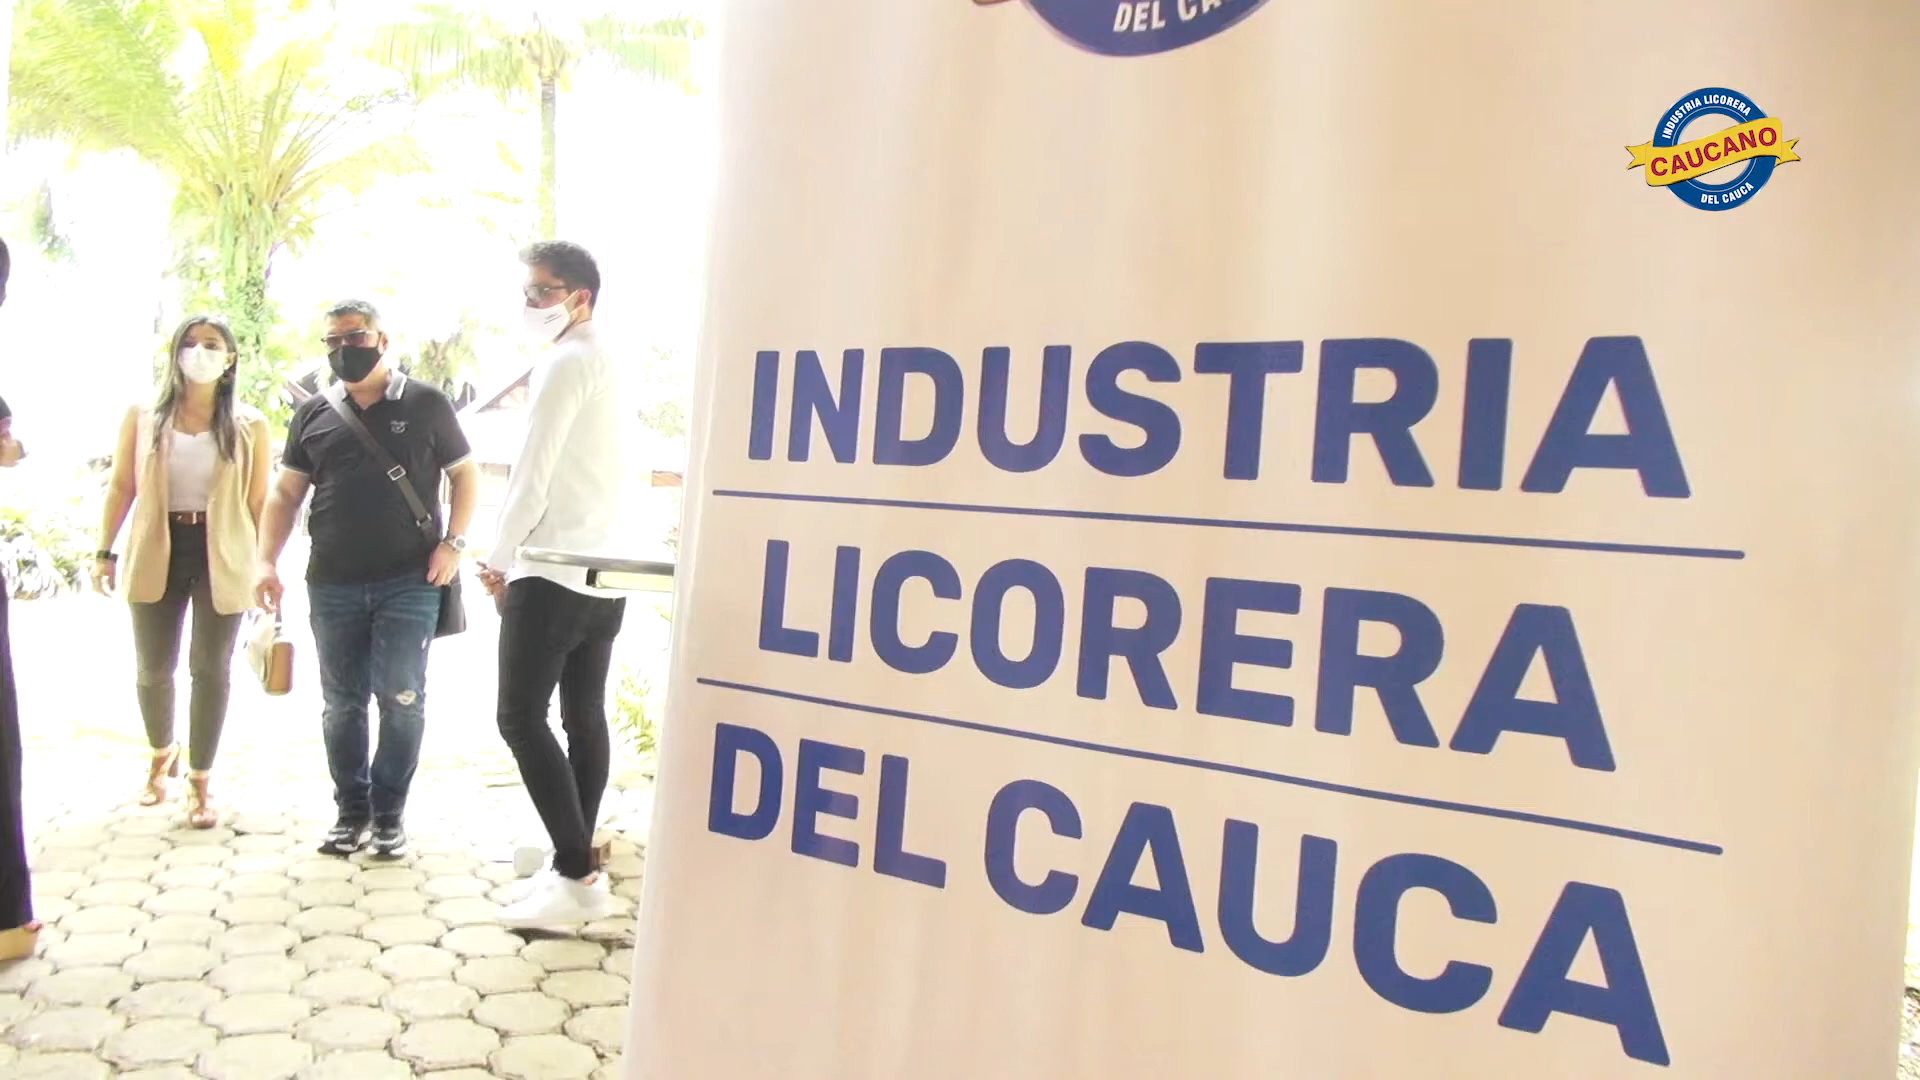 DEL CA
INDUSTRIA LICORERA
CAUCANO
DEL CAUCA
INDUSTRIA
LICORERA
DEL CAUCA